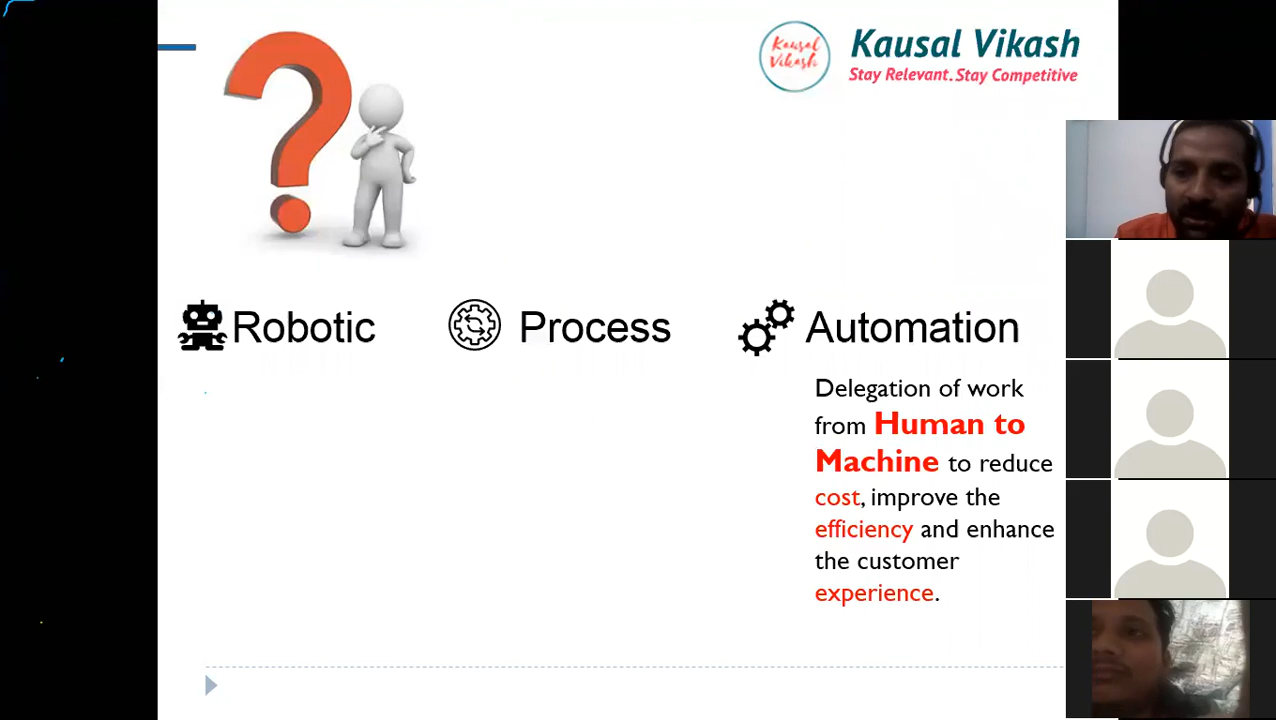 Kausal
Vikash
Kausal Vikash
Stay Relevant. Stay Competitive
Robotic
Process
Automation
Delegation of work
from Human to
Machine to reduce
cost, improve the
efficiency and enhance
the customer
experience.